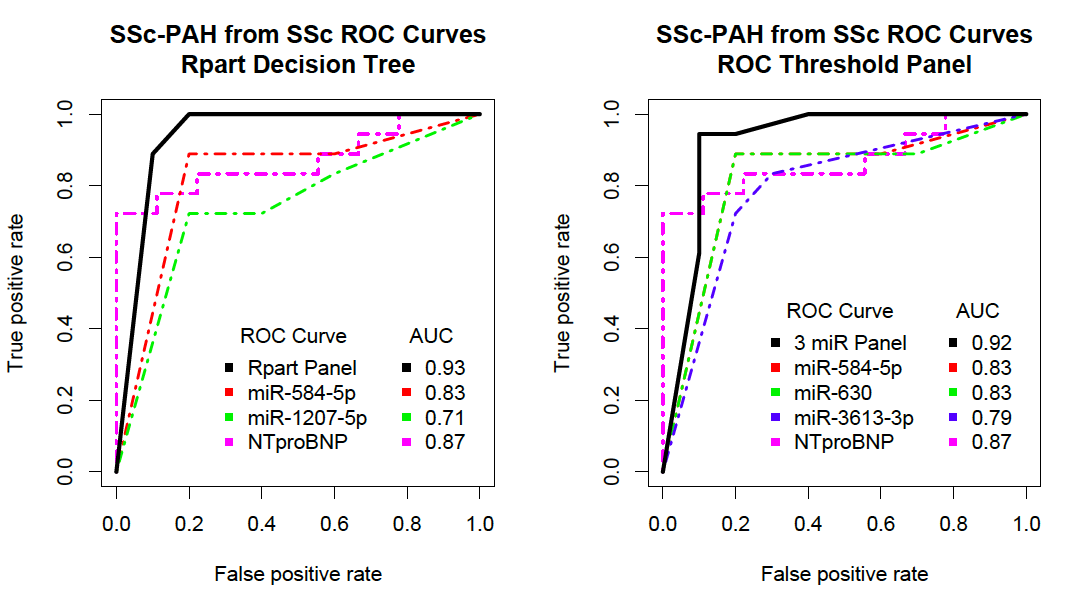 SSc-PAH from SSc ROC Curves
Rpart Decision Tree
True positive rate
1.0
0.8
0.6
0.4
0.2
0.0
ROC Curve AUC
Rpart Panel 0.93
miR-584-5p 0.83
miR-1207-5p 0.71
NTproBNP 0.87
0.0 0.2 0.4 0.6 0.8 1.0
False positive rate
SSc-PAH from SSc ROC Curves
ROC Threshold Panel
True positive rate
1.0
0.8
0.6
0.4
0.2
0.0
ROC Curve AUC
3 miR Panel 0.92
miR-584-5p 0.83
miR-630 0.83
miR-3613-3p 0.79
NTproBNP 0.87
0.0 0.2 0.4 0.6 0.8 1.0
False positive rate